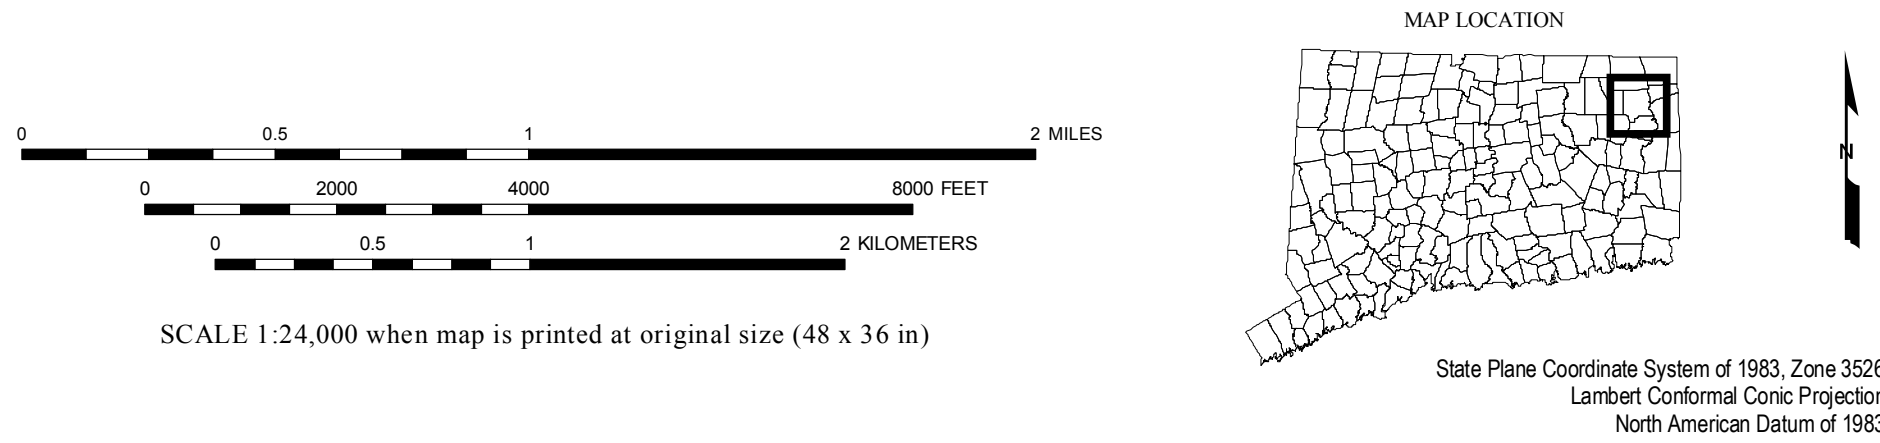 MAP LOCATION
0 0.5 1 2 MILES
0 2000 4000 8000 FEET
0 0.5 1 2 KILOMETERS
N
SCALE 1:24,000 when map is printed at original size (48 x 36 in)
State Plane Coordinate System of 1983, Zone 3526
Lambert Conformal Conic Projection
North American Datum of 1983